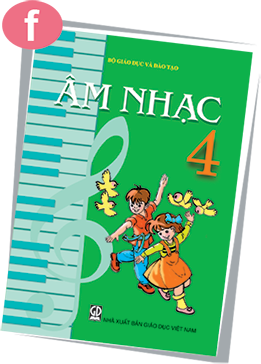 f
BỘ GIÁO DỤC VÀ ĐÀO TẠO
ÂM NHẠC
4
NHÀ XUẤT BẢN GIÁO DỤC VIỆT NAM